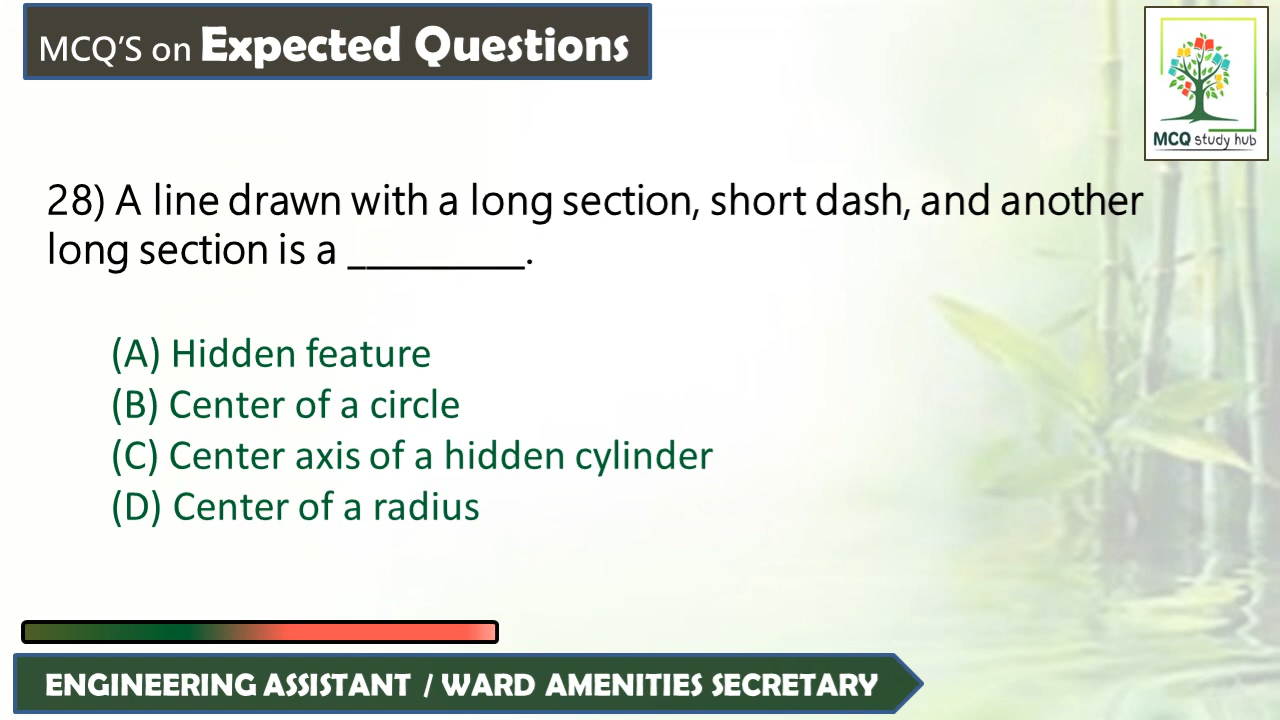 MCQ'S on Expected Questions
MCQ study hub
28) A line drawn with a long section, short dash, and another
long section is a _________.
(A) Hidden feature
(B) Center of a circle
(C) Center axis of a hidden cylinder
(D) Center of a radius
ENGINEERING ASSISTANT / WARD AMENITIES SECRETARY